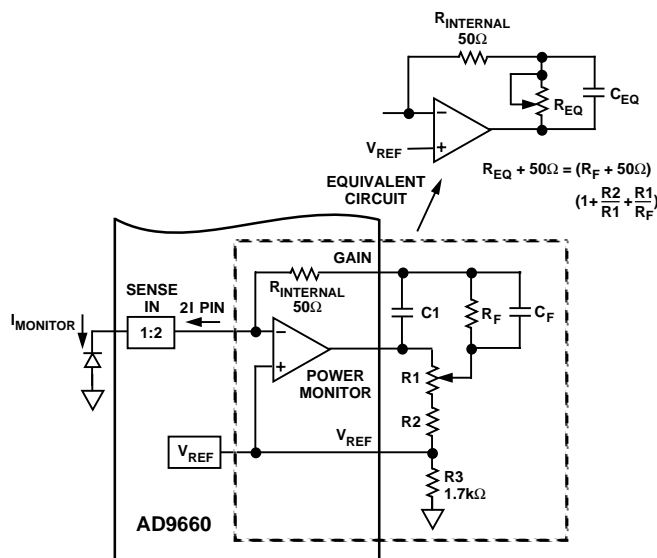 RINTERNAL
50Ω
REQ
CEQ
VREF
EQUIVALENT
CIRCUIT
REQ + 50Ω = (RF + 50Ω)
(1+R2/R1+R1/RF)
GAIN
RINTERNAL
50Ω
SENSE
IN
2I PIN
IMONITOR
1:2
C1
RF
CF
POWER
MONITOR
R1
R2
VREF
VREF
R3
1.7kΩ
AD9660